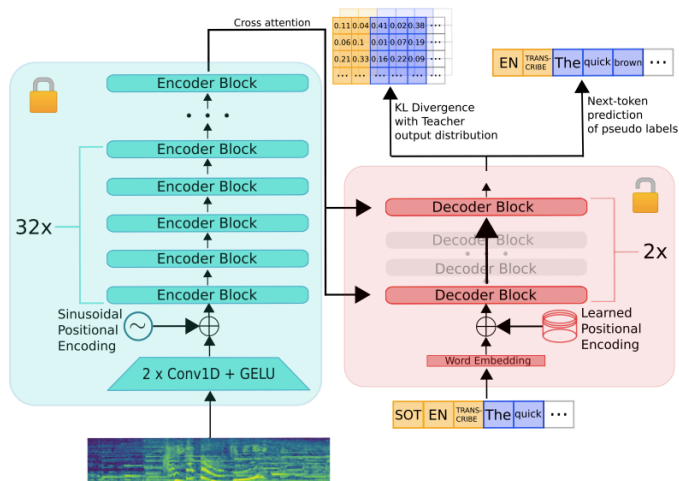 Cross attention
0.11 0.04 0.41 0.02 0.38
0.06 0.1 0.01 0.07 0.19
0.21 0.33 0.16 0.22 0.09
... ... ... ... ...
EN TRANS-CRIBE The quick brown ...
KL Divergence
with Teacher
output distribution
Next-token
prediction
of pseudo labels
Encoder Block
. . .
Encoder Block
Encoder Block
Encoder Block
Encoder Block
Encoder Block
32x
Sinusoidal
Positional
Encoding
2 x Conv1D + GELU
Decoder Block
Decoder Block
. . .
Decoder Block
Decoder Block
2x
Learned
Positional
Encoding
Word Embedding
SOT EN TRANS-CRIBE The quick ...